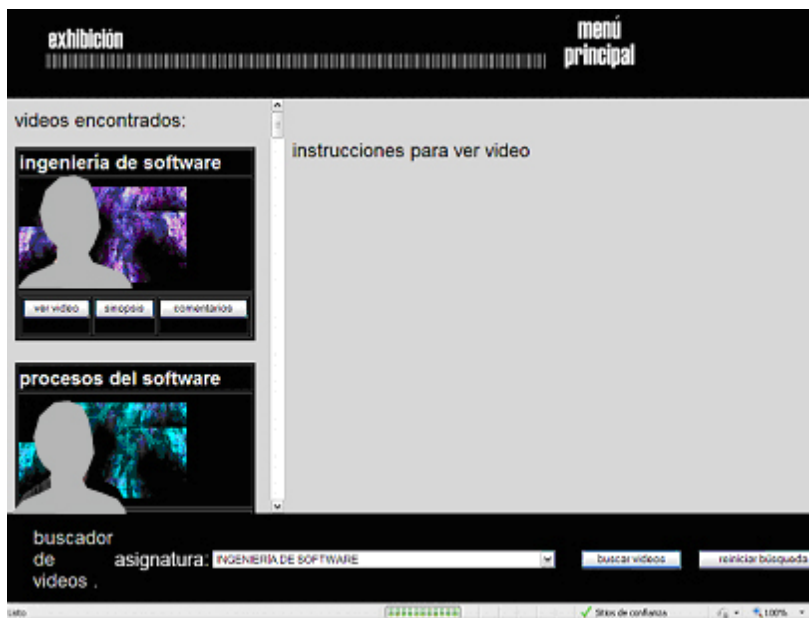 exhibición
menú
principal
videos encontrados:
ingeniería de software
ver video
sinopsis
comentarios
procesos del software
instrucciones para ver video
buscador
de
videos .
asignatura:
INGENIERÍA DE SOFTWARE
buscar videos
reiniciar búsqueda
Listo
Sitios de confianza
100%